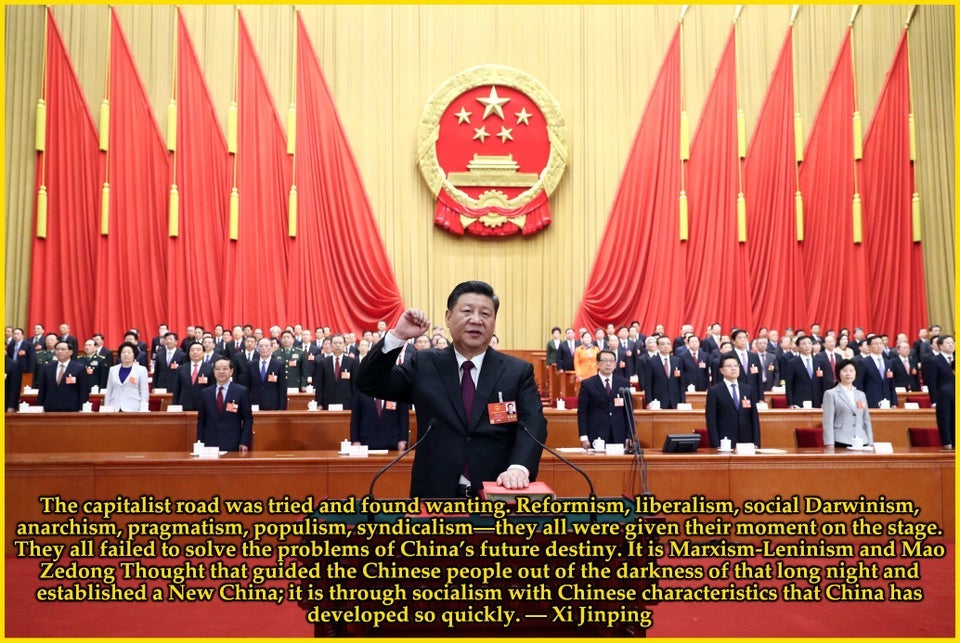 The capitalist road was tried and found wanting. Reformism, liberalism, social Darwinism,
anarchism, pragmatism, populism, syndicalism—they all were given their moment on the stage.
They all failed to solve the problems of China's future destiny. It is Marxism-Leninism and Mao
Zedong Thought that guided the Chinese people out of the darkness of that long night and
established a New China; it is through socialism with Chinese characteristics that China has
developed so quickly. — Xi Jinping